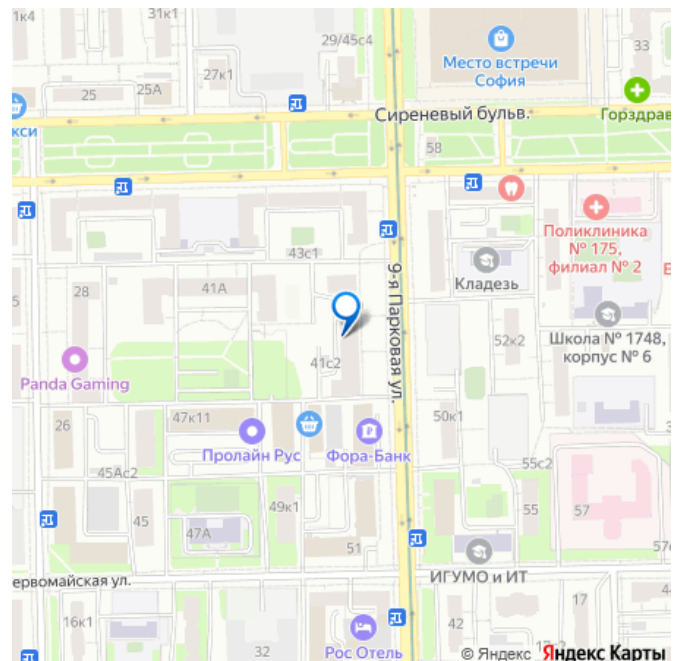 1к4
31к1
29/45с4
Место встречи
София
33
27к1
25
25А
Горздрав
кси
Сиреневый бульв.
58
Поликлиника
№ 175,
филиал № 2
Кладезь
43с1
9-я Парковая ул.
41А
28
5
Школа № 1748,
корпус № 6
52к2
41с2
Panda Gaming
47к11
50к1
26
Пролайн Рус
Фора-Банк
45Ас2
55с2
49к1
45
47А
55
57
51
57
ИГУМО и ИТ
ервомайская ул.
16к1
42
17
32
Рос Отель
© Яндекс Яндекс Карты